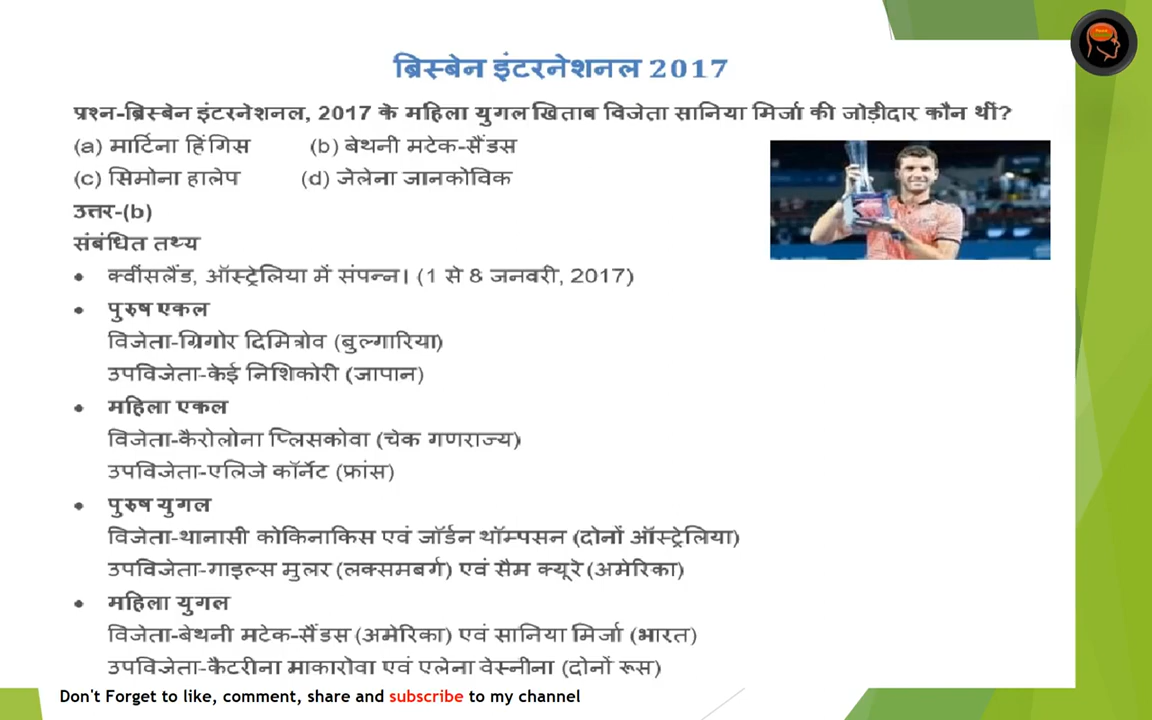 ब्रिस्बेन इंटरनेशनल 2017
प्रश्न-ब्रिस्बेन इंटरनेशनल, 2017 के महिला युगल खिताब विजेता सानिया मिर्जा की जोड़ीदार कौन थीं?
(a) मार्टिना हिंगिस (b) बेथनी मटेक-सैंडस
(c) सिमोना हालेप (d) जेलेना जानकोविक
उत्तर-(b)
संबंधित तथ्य
• क्वींसलैंड, ऑस्ट्रेलिया में संपन्न। (1 से 8 जनवरी, 2017)
• पुरुष एकल
विजेता-ग्रिगोर दिमित्रोव (बुल्गारिया)
उपविजेता-केई निशिकोरी (जापान)
• महिला एकल
विजेता-कैरोलोना प्लिसकोवा (चेक गणराज्य)
उपविजेता-एलिजे कॉर्नेट (फ्रांस)
• पुरुष युगल
विजेता-थानासी कोकिनाकिस एवं जॉर्डन थॉम्पसन (दोनों ऑस्ट्रेलिया)
उपविजेता-गाइल्स मुलर (लक्समबर्ग) एवं सैम क्यूरे (अमेरिका)
• महिला युगल
विजेता-बेथनी मटेक-सैंडस (अमेरिका) एवं सानिया मिर्जा (भारत)
उपविजेता-कैटरीना माकारोवा एवं एलेना वेस्नीना (दोनों रूस)
Don't Forget to like, comment, share and subscribe to my channel